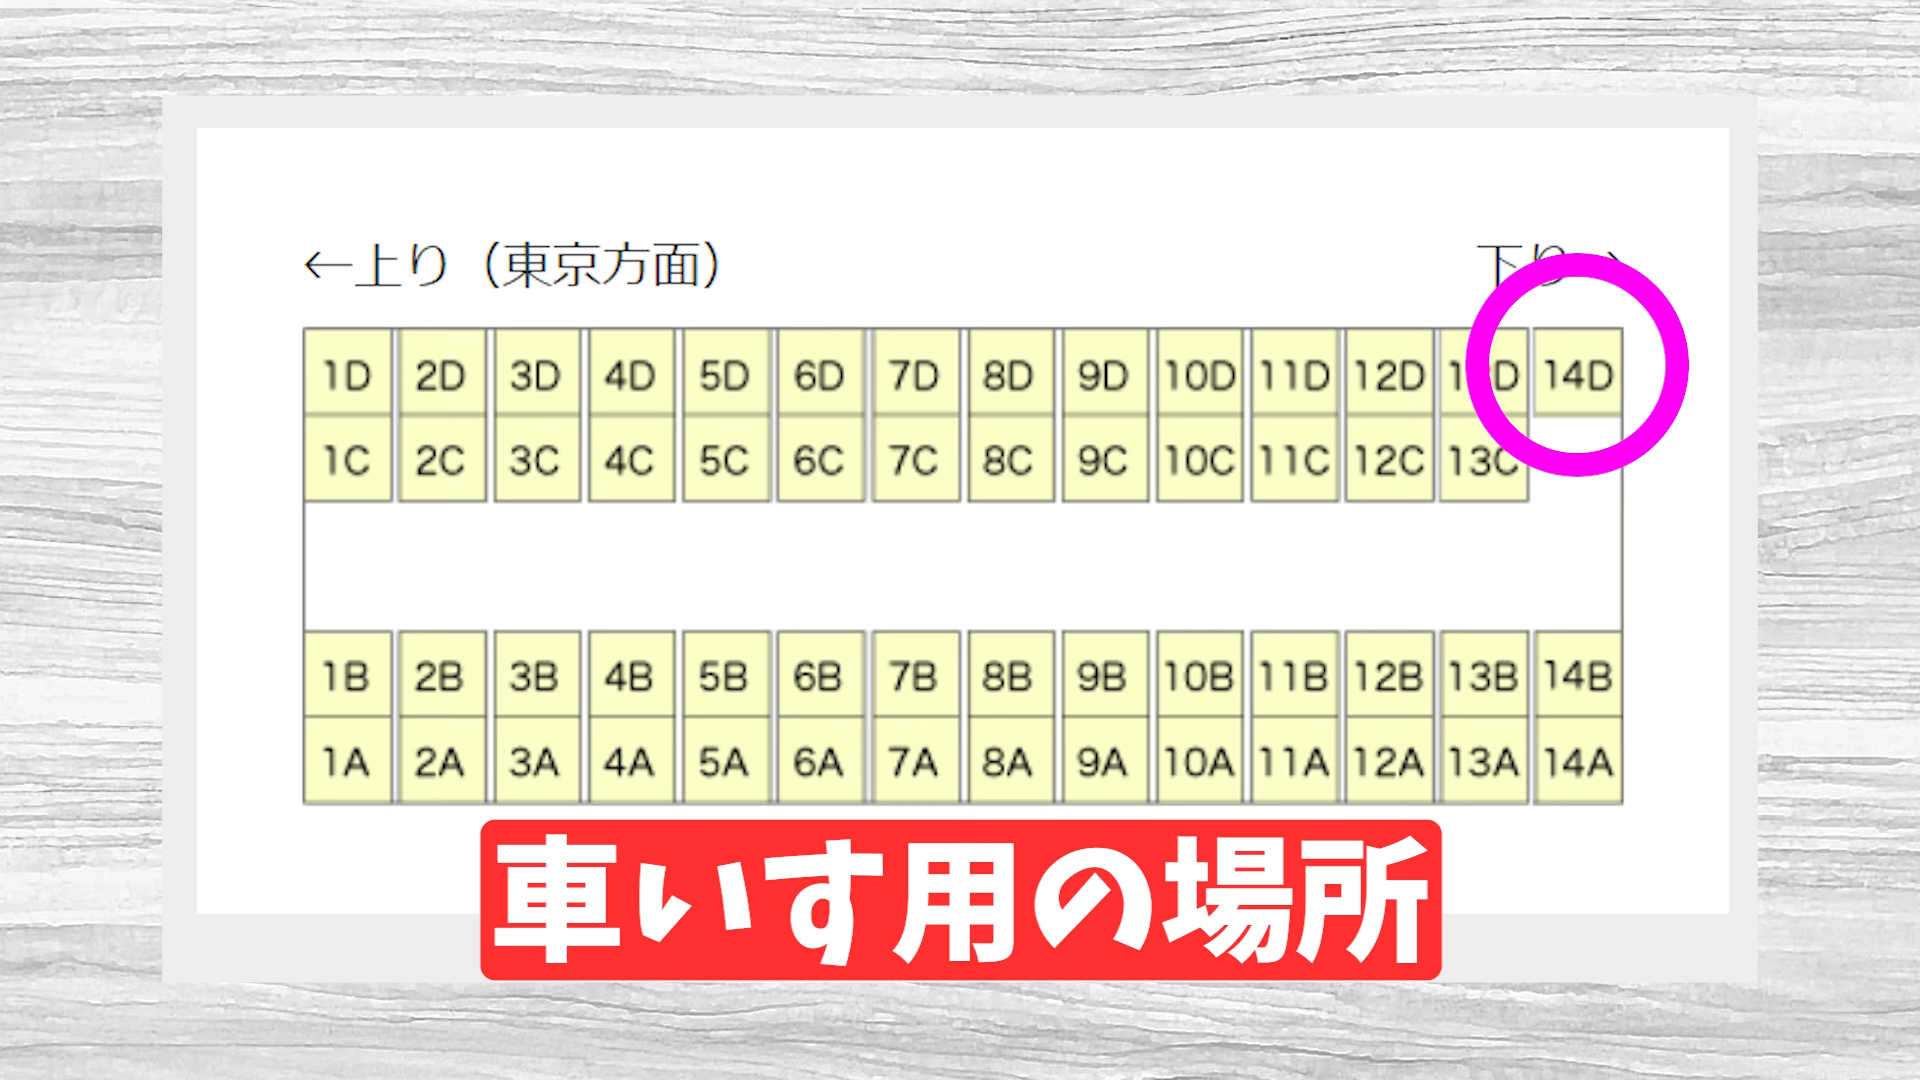 ←上り（東京方面） 下り
1D 2D 3D 4D 5D 6D 7D 8D 9D 10D 11D 12D 14D
1C 2C 3C 4C 5C 6C 7C 8C 9C 10C 11C 12C 13C
1B 2B 3B 4B 5B 6B 7B 8B 9B 10B 11B 12B 13B 14B
1A 2A 3A 4A 5A 6A 7A 8A 9A 10A 11A 12A 13A 14A
車いす用の場所